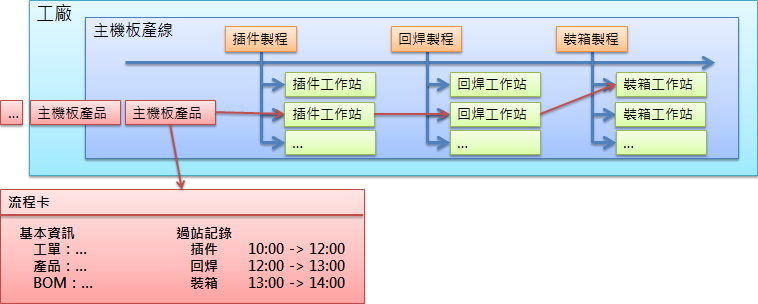 工廠
主機板產線
插件製程 回焊製程 裝箱製程
插件工作站 回焊工作站 裝箱工作站
... 主機板產品 主機板產品 插件工作站 回焊工作站 裝箱工作站
... ... ...
流程卡
基本資訊 過站記錄
工單：... 插件 10:00 -> 12:00
產品：... 回焊 12:00 -> 13:00
BOM：... 裝箱 13:00 -> 14:00